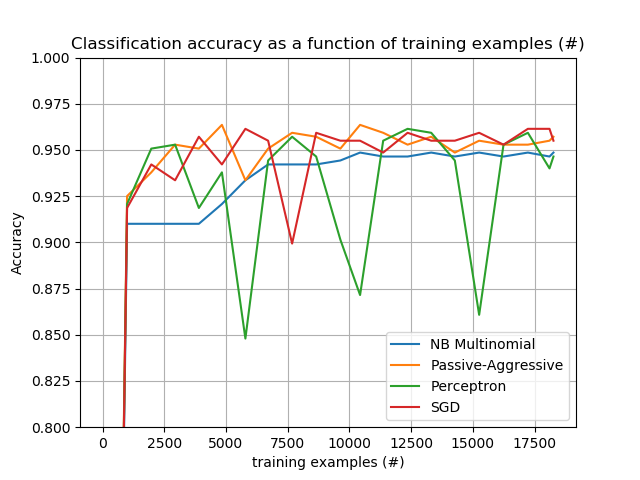 Classification accuracy as a function of training examples (#)
1.000
0.975
0.950
0.925
0.900
0.875
0.850
0.825
0.800
Accuracy
NB Multinomial
Passive-Aggressive
Perceptron
SGD
0 2500 5000 7500 10000 12500 15000 17500
training examples (#)